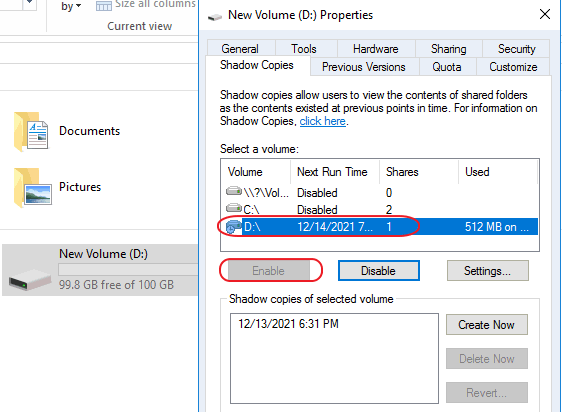 by
Size all columns
Current view
Documents
Pictures
New Volume (D:)
99.8 GB free of 100 GB
New Volume (D:) Properties
General Tools Hardware Sharing Security
Shadow Copies Previous Versions Quota Customize
Shadow copies allow users to view the contents of shared folders
as the contents existed at previous points in time. For information on
Shadow Copies, click here.
Select a volume:
Volume Next Run Time Shares Used
\\?\Vol... Disabled 0
C:\ Disabled 2
D:\ 12/14/2021 7... 1 512 MB on ...
Enable Disable Settings...
Shadow copies of selected volume
12/13/2021 6:31 PM
Create Now
Delete Now
Revert...